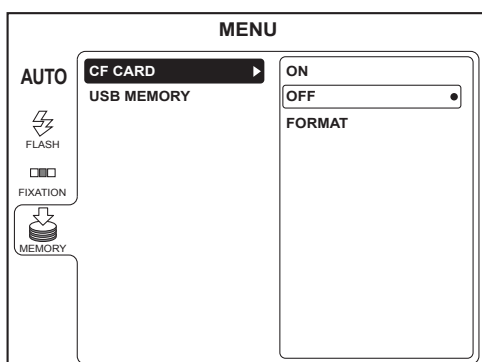 MENU
AUTO
FLASH
FIXATION
MEMORY
CF CARD
USB MEMORY
ON
OFF
FORMAT